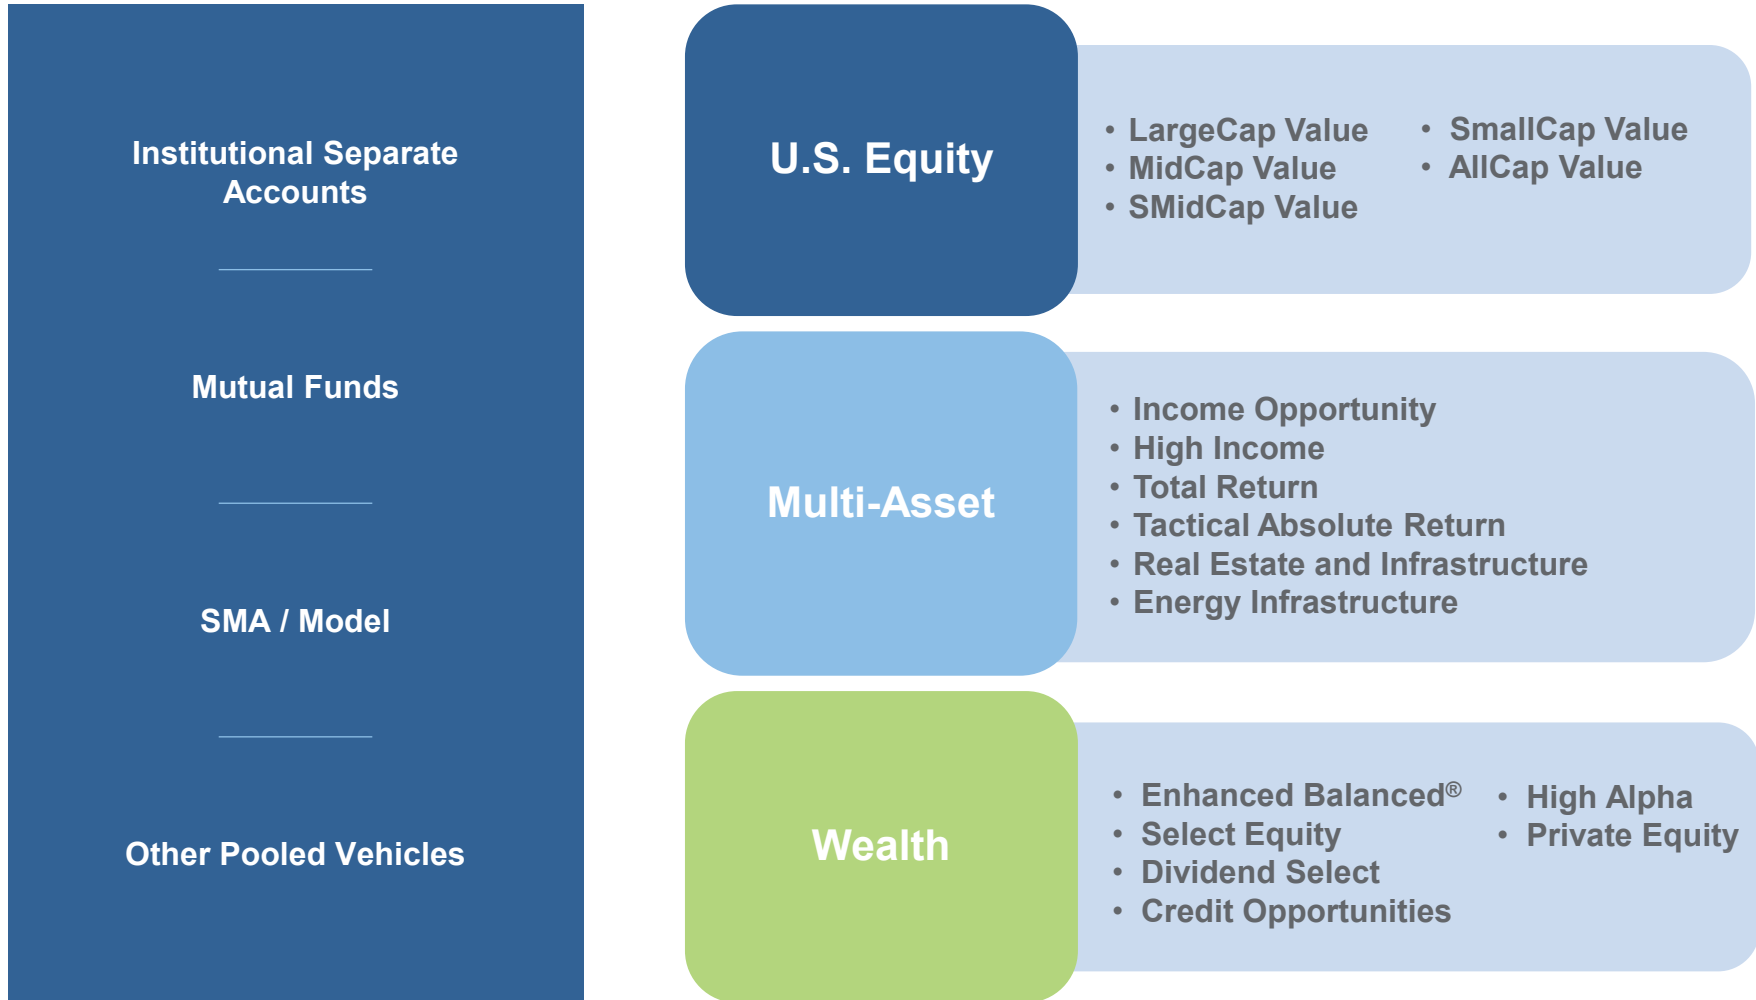 Institutional Separate
Accounts
Mutual Funds
SMA / Model
Other Pooled Vehicles
U.S. Equity
• LargeCap Value
• MidCap Value
• SMidCap Value
• SmallCap Value
• AllCap Value
Multi-Asset
• Income Opportunity
• High Income
• Total Return
• Tactical Absolute Return
• Real Estate and Infrastructure
• Energy Infrastructure
Wealth
• Enhanced Balanced®
• Select Equity
• Dividend Select
• Credit Opportunities
• High Alpha
• Private Equity